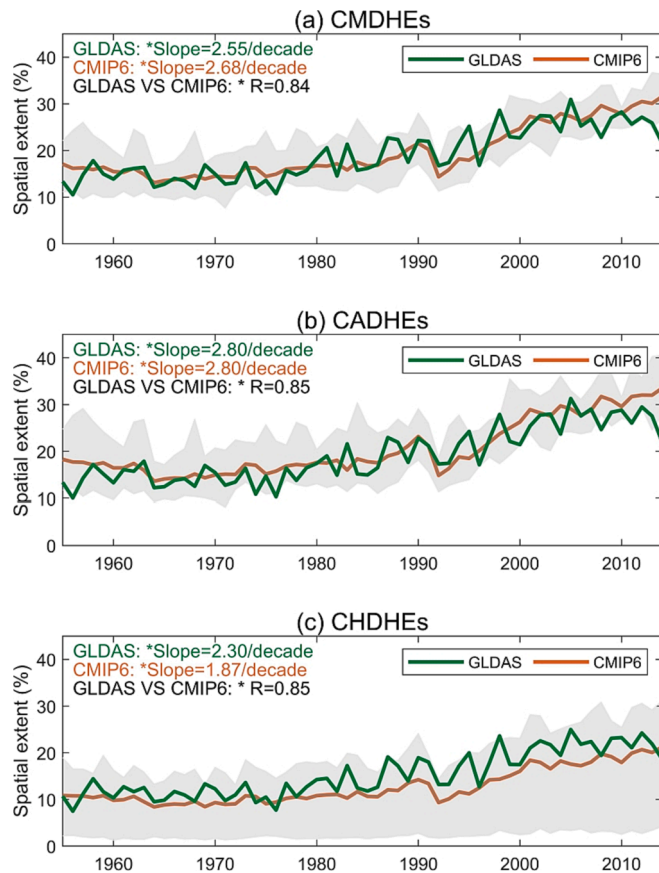 (a) CMDHEs
GLDAS: *Slope=2.55/decade
CMIP6: *Slope=2.68/decade
GLDAS VS CMIP6: * R=0.84
GLDAS
CMIP6
Spatial extent (%)
40
30
20
10
0
1960 1970 1980 1990 2000 2010
(b) CADHEs
GLDAS: *Slope=2.80/decade
CMIP6: *Slope=2.80/decade
GLDAS VS CMIP6: * R=0.85
GLDAS
CMIP6
Spatial extent (%)
40
30
20
10
0
1960 1970 1980 1990 2000 2010
(c) CHDHEs
GLDAS: *Slope=2.30/decade
CMIP6: *Slope=1.87/decade
GLDAS VS CMIP6: * R=0.85
GLDAS
CMIP6
Spatial extent (%)
40
30
20
10
0
1960 1970 1980 1990 2000 2010